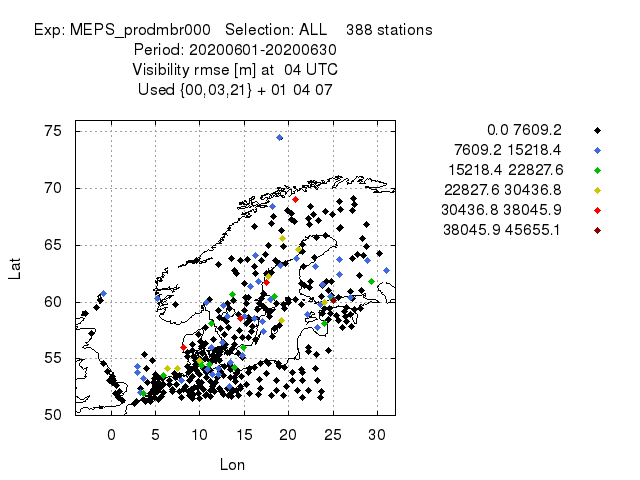 Exp: MEPS_prodmbr000 Selection: ALL 388 stations
Period: 20200601-20200630
Visibility rmse [m] at 04 UTC
Used {00,03,21} + 01 04 07
75
70
65
60
55
50
0 5 10 15 20 25 30
Lat
Lon
0.0 7609.2
7609.2 15218.4
15218.4 22827.6
22827.6 30436.8
30436.8 38045.9
38045.9 45655.1